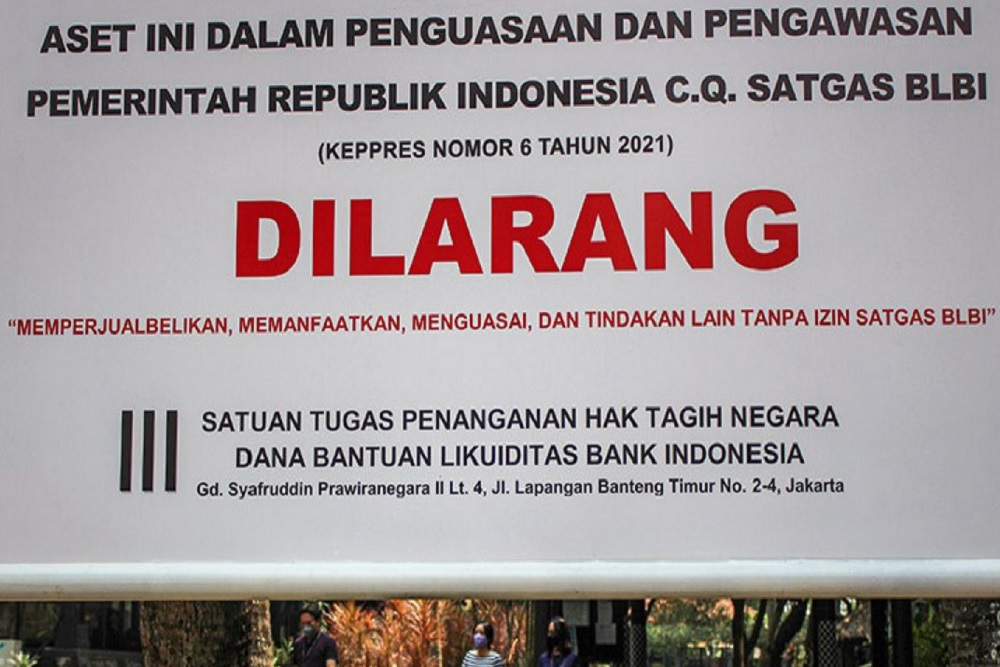 ASET INI DALAM PENGUASAAN DAN PENGAWASAN
PEMERINTAH REPUBLIK INDONESIA C.Q. SATGAS BLBI
(KEPPRES NOMOR 6 TAHUN 2021)
DILARANG
“MEMPERJUALBELIKAN, MEMANFAATKAN, MENGUASAI, DAN TINDAKAN LAIN TANPA IZIN SATGAS BLBI”
SATUAN TUGAS PENANGANAN HAK TAGIH NEGARA
DANA BANTUAN LIKUIDITAS BANK INDONESIA
Gd. Syafruddin Prawiranegara II Lt. 4, Jl. Lapangan Banteng Timur No. 2-4, Jakarta